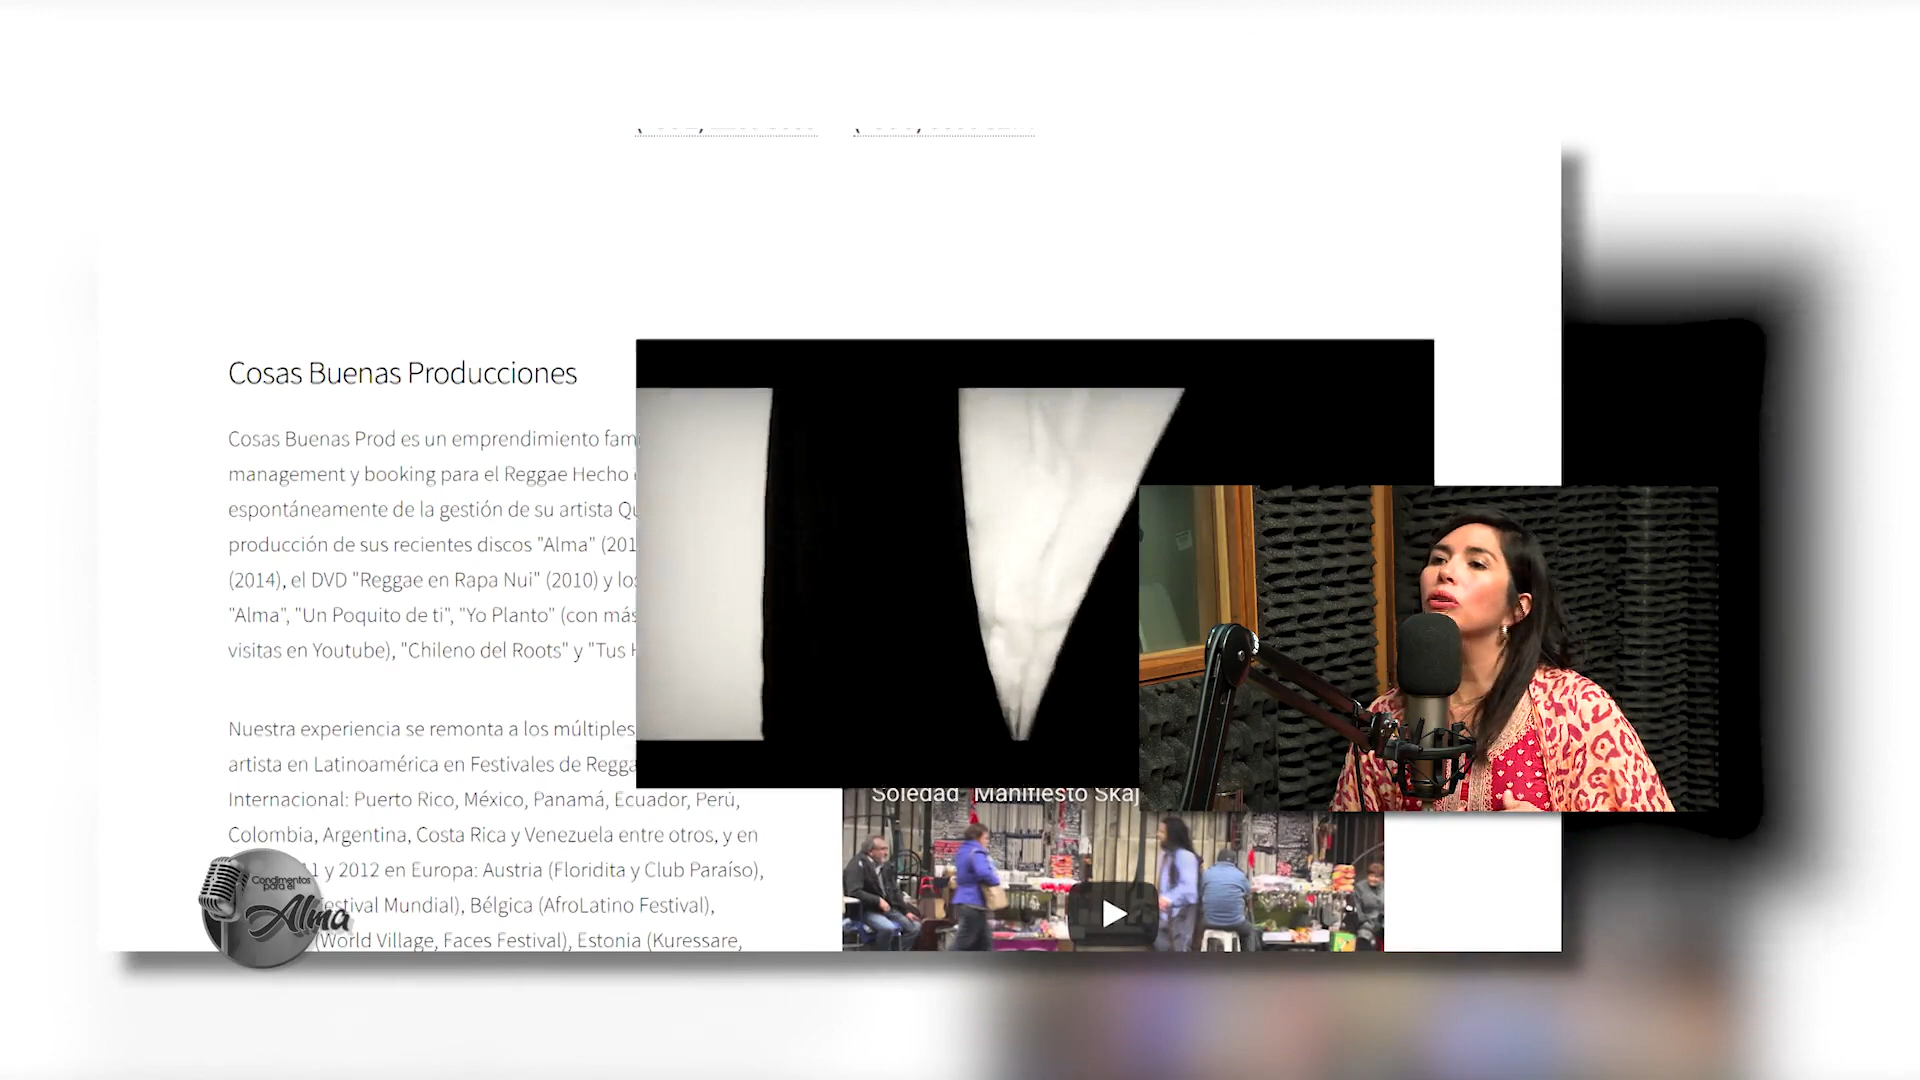 Cosas Buenas Producciones
Cosas Buenas Prod es un emprendimiento
management y booking para el Reggae Hecho
espontáneamente de la gestión de su artista
producción de sus recientes discos "Alma" (201
(2014), el DVD "Reggae en Rapa Nui" (2010) y
"Alma", "Un Poquito de ti", "Yo Planto" (con más
visitas en Youtube), "Chileno del Roots" y "Tus
Nuestra experiencia se remonta a los múltiples
artista en Latinoamérica en Festivales de
Internacional: Puerto Rico, México, Panamá, Ecuador, Perú,
Soledad "Manifiesto
Colombia, Argentina, Costa Rica y Venezuela entre otros, y en
y 2012 en Europa: Austria (Floridita y Club Paraíso),
Mundial), Bélgica (AfroLatino Festival),
(World Village, Faces Festival), Estonia (Kuressare,
Condimentos
para el
Alma